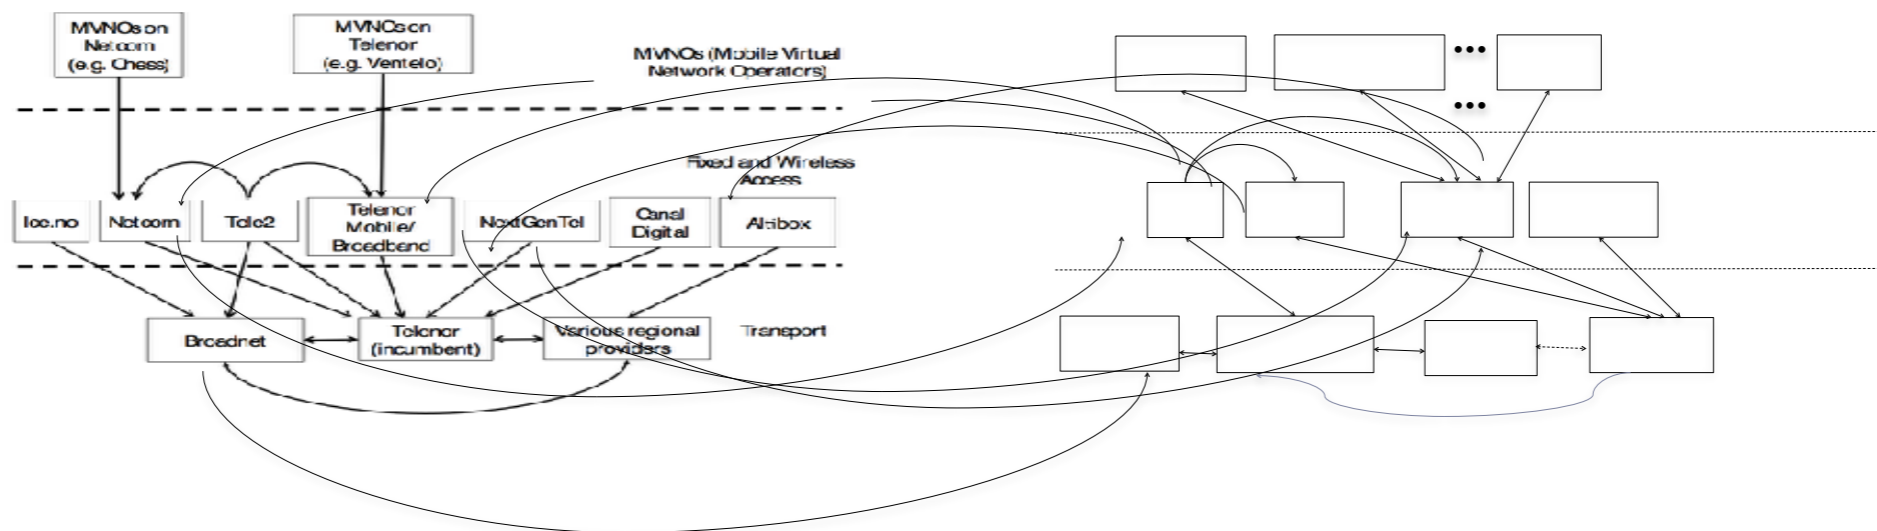 MVNOs on
Netcom
(e.g. Chess)
MVNOs on
Telenor
(e.g. Ventelo)
MVNOs (Mobile Virtual
Network Operators)
•••
•••
Fixed and Wireless
Access
Ice.no
Netcom
Tele2
Telenor
Mobile/
Broadband
NextGenTel
Canal
Digital
Altibox
Broadnet
Telenor
(incumbent)
Various regional
providers
Transport